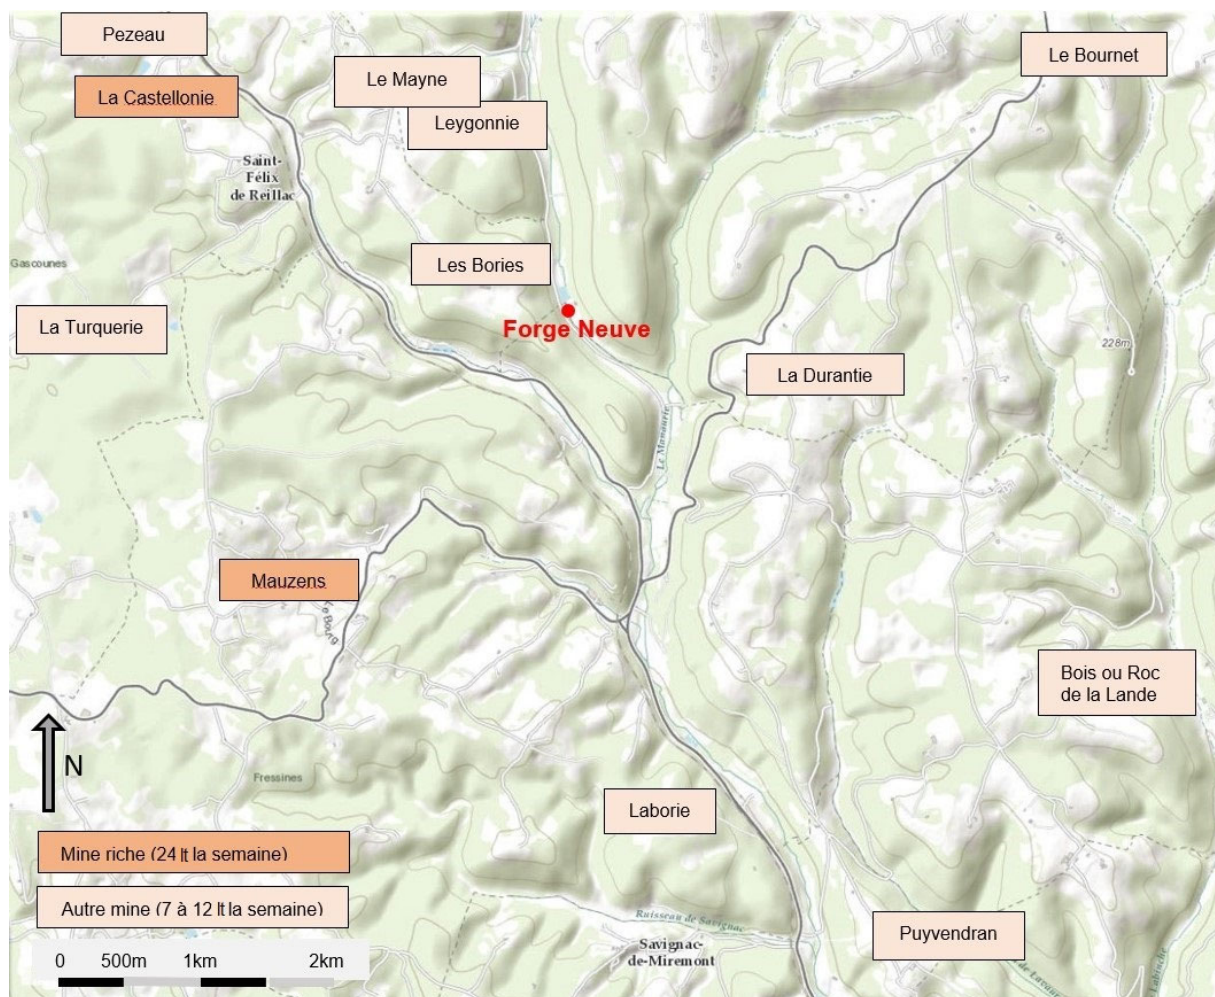 Pezeau
Le Bournet
Le Mayne
La Castellonie
Leygonnie
Saint-
Félix
de Reillac
Gascounes
Les Bories
La Turquerie
Forge Neuve
228m
La Durantie
Le Manaurie
Mauzens
Le Bourg
Bois ou Roc
de la Lande
N
Fressines
Laborie
Mine riche (24 lt la semaine)
Autre mine (7 à 12 lt la semaine)
Ruisseau de Savignac
Puyvendran
Savignac-
de-Miremont
0 500m 1km 2km